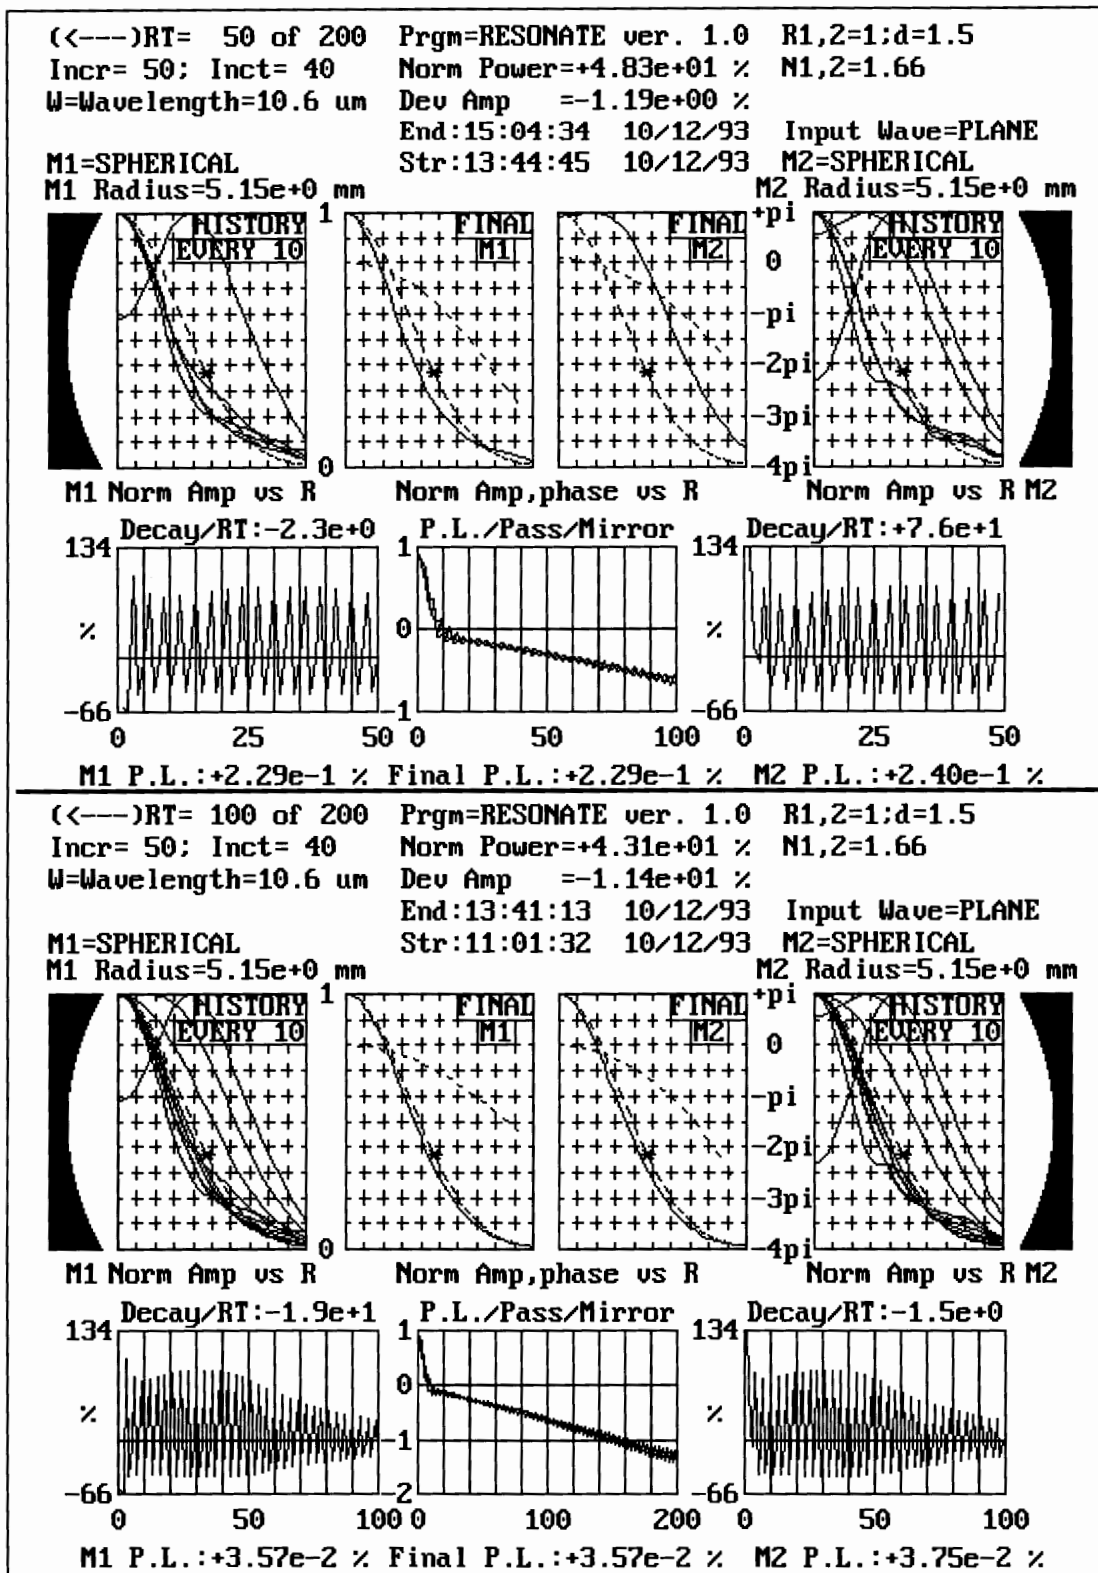 (<---)RT= 50 of 200 Prgm=RESONATE ver. 1.0 R1,2=1;d=1.5
Incr= 50; Inct= 40 Norm Power=+4.83e+01 % N1,2=1.66
W=Wavelength=10.6 um Dev Amp =-1.19e+00 %
End:15:04:34 10/12/93 Input Wave=PLANE
M1=SPHERICAL Str:13:44:45 10/12/93 M2=SPHERICAL
M1 Radius=5.15e+0 mm M2 Radius=5.15e+0 mm
HISTORY 1 FINAL FINAL +pi HISTORY
EVERY 10 M1 M2 0 EVERY 10
-pi
-2pi
-3pi
0 -4pi
M1 Norm Amp vs R Norm Amp,phase vs R Norm Amp vs R M2
Decay/RT:-2.3e+0 P.L./Pass/Mirror Decay/RT:+7.6e+1
134 1 134
% 0 %
-66 -1 -66
0 25 50 0 50 100 0 25 50
M1 P.L.:+2.29e-1 % Final P.L.:+2.29e-1 % M2 P.L.:+2.40e-1 %
(<---)RT= 100 of 200 Prgm=RESONATE ver. 1.0 R1,2=1;d=1.5
Incr= 50; Inct= 40 Norm Power=+4.31e+01 % N1,2=1.66
W=Wavelength=10.6 um Dev Amp =-1.14e+01 %
End:13:41:13 10/12/93 Input Wave=PLANE
M1=SPHERICAL Str:11:01:32 10/12/93 M2=SPHERICAL
M1 Radius=5.15e+0 mm M2 Radius=5.15e+0 mm
HISTORY 1 FINAL FINAL +pi HISTORY
EVERY 10 M1 M2 0 EVERY 10
-pi
-2pi
-3pi
0 -4pi
M1 Norm Amp vs R Norm Amp,phase vs R Norm Amp vs R M2
Decay/RT:-1.9e+1 P.L./Pass/Mirror Decay/RT:-1.5e+0
134 1 134
0
% -1 %
-66 -2 -66
0 50 100 0 100 200 0 50 100
M1 P.L.:+3.57e-2 % Final P.L.:+3.57e-2 % M2 P.L.:+3.75e-2 %